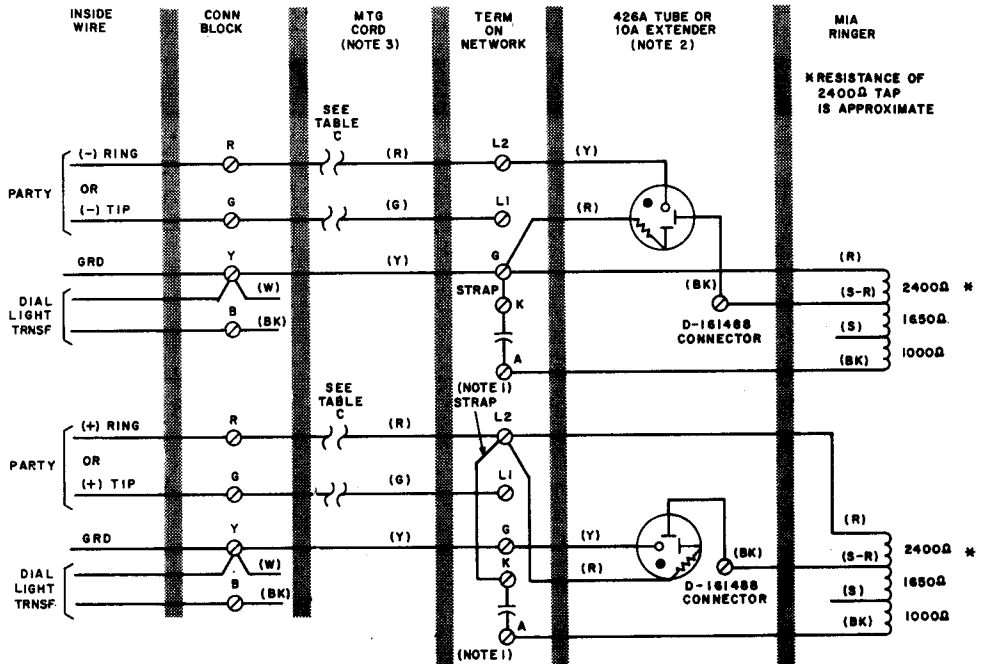 INSIDE
WIRE
CONN
BLOCK
MTG
CORD
(NOTE 3)
TERM
ON
NETWORK
426A TUBE OR
10A EXTENDER
(NOTE 2)
MIA
RINGER
*RESISTANCE OF
2400Ω TAP
IS APPROXIMATE
SEE
TABLE
C
PARTY
(-) RING
R
(R)
L2
(Y)
OR
(-) TIP
G
(G)
L1
(R)
GRD
Y
(Y)
G
(R)
STRAP
(BK)
(S-R)
2400Ω *
DIAL
LIGHT
TRNSF
(W)
K
B
(BK)
D-161488
CONNECTOR
(S)
1650Ω
A
(BK)
1000Ω
SEE
TABLE
C
(NOTE 1)
STRAP
L2
PARTY
(+) RING
R
(R)
OR
(+) TIP
G
(G)
L1
(R)
GRD
Y
(Y)
G
(Y)
2400Ω *
K
(R)
(BK)
(S-R)
DIAL
LIGHT
TRNSF
(W)
B
(BK)
D-161488
CONNECTOR
1650Ω
(S)
1000Ω
A
(BK)
(NOTE 1)